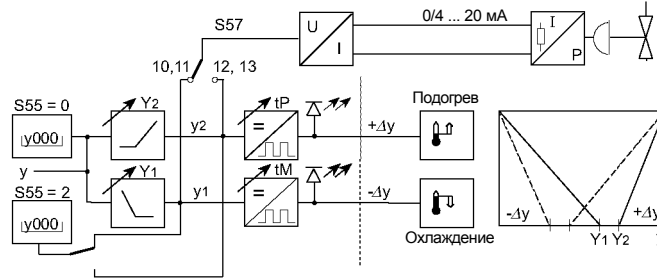 S57
U
I
0/4 ... 20 мА
I
P
10,11
12, 13
S55 = 0
y000
Y2
y2
tP
=
+Δy
Подогрев
y
S55 = 2
y000
Y1
y1
tM
=
-Δy
Охлаждение
-Δy
+Δy
Y1 Y2